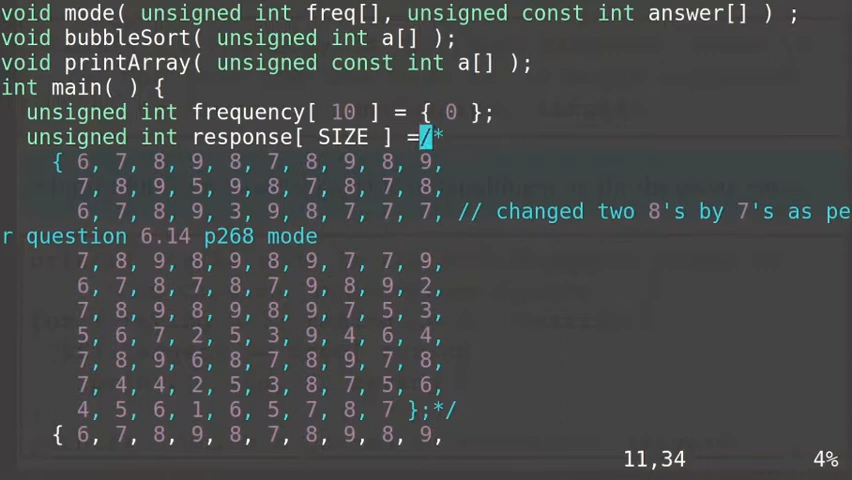 void mode( unsigned int freq[], unsigned const int answer[] ) ;
void bubbleSort( unsigned int a[] );
void printArray( unsigned const int a[] );
int main( ) {
unsigned int frequency[ 10 ] = { 0 };
unsigned int response[ SIZE ] =/*
{ 6, 7, 8, 9, 8, 7, 8, 9, 8, 9,
7, 8, 9, 5, 9, 8, 7, 8, 7, 8,
6, 7, 8, 9, 3, 9, 8, 7, 7, 7, // changed two 8's by 7's as pe
r question 6.14 p268 mode
7, 8, 9, 8, 9, 8, 9, 7, 7, 9,
6, 7, 8, 7, 8, 7, 9, 8, 9, 2,
7, 8, 9, 8, 9, 8, 9, 7, 5, 3,
5, 6, 7, 2, 5, 3, 9, 4, 6, 4,
7, 8, 9, 6, 8, 7, 8, 9, 7, 8,
7, 4, 4, 2, 5, 3, 8, 7, 5, 6,
4, 5, 6, 1, 6, 5, 7, 8, 7 };*/
{ 6, 7, 8, 9, 8, 7, 8, 9, 8, 9,
11,34 4%